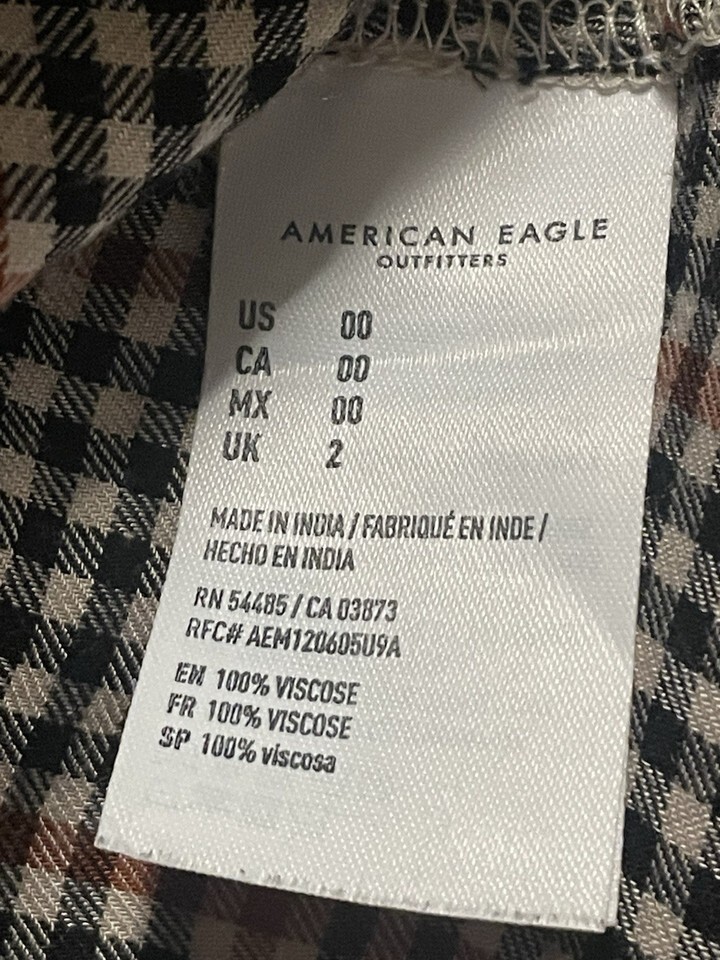 AMERICAN EAGLE
OUTFITTERS
US 00
CA 00
MX 00
UK 2
MADE IN INDIA / FABRIQUÉ EN INDE /
HECHO EN INDIA
RN 54485 / CA 03873
RFC# AEM120605U9A
EN 100% VISCOSE
FR 100% VISCOSE
SP 100% viscosa